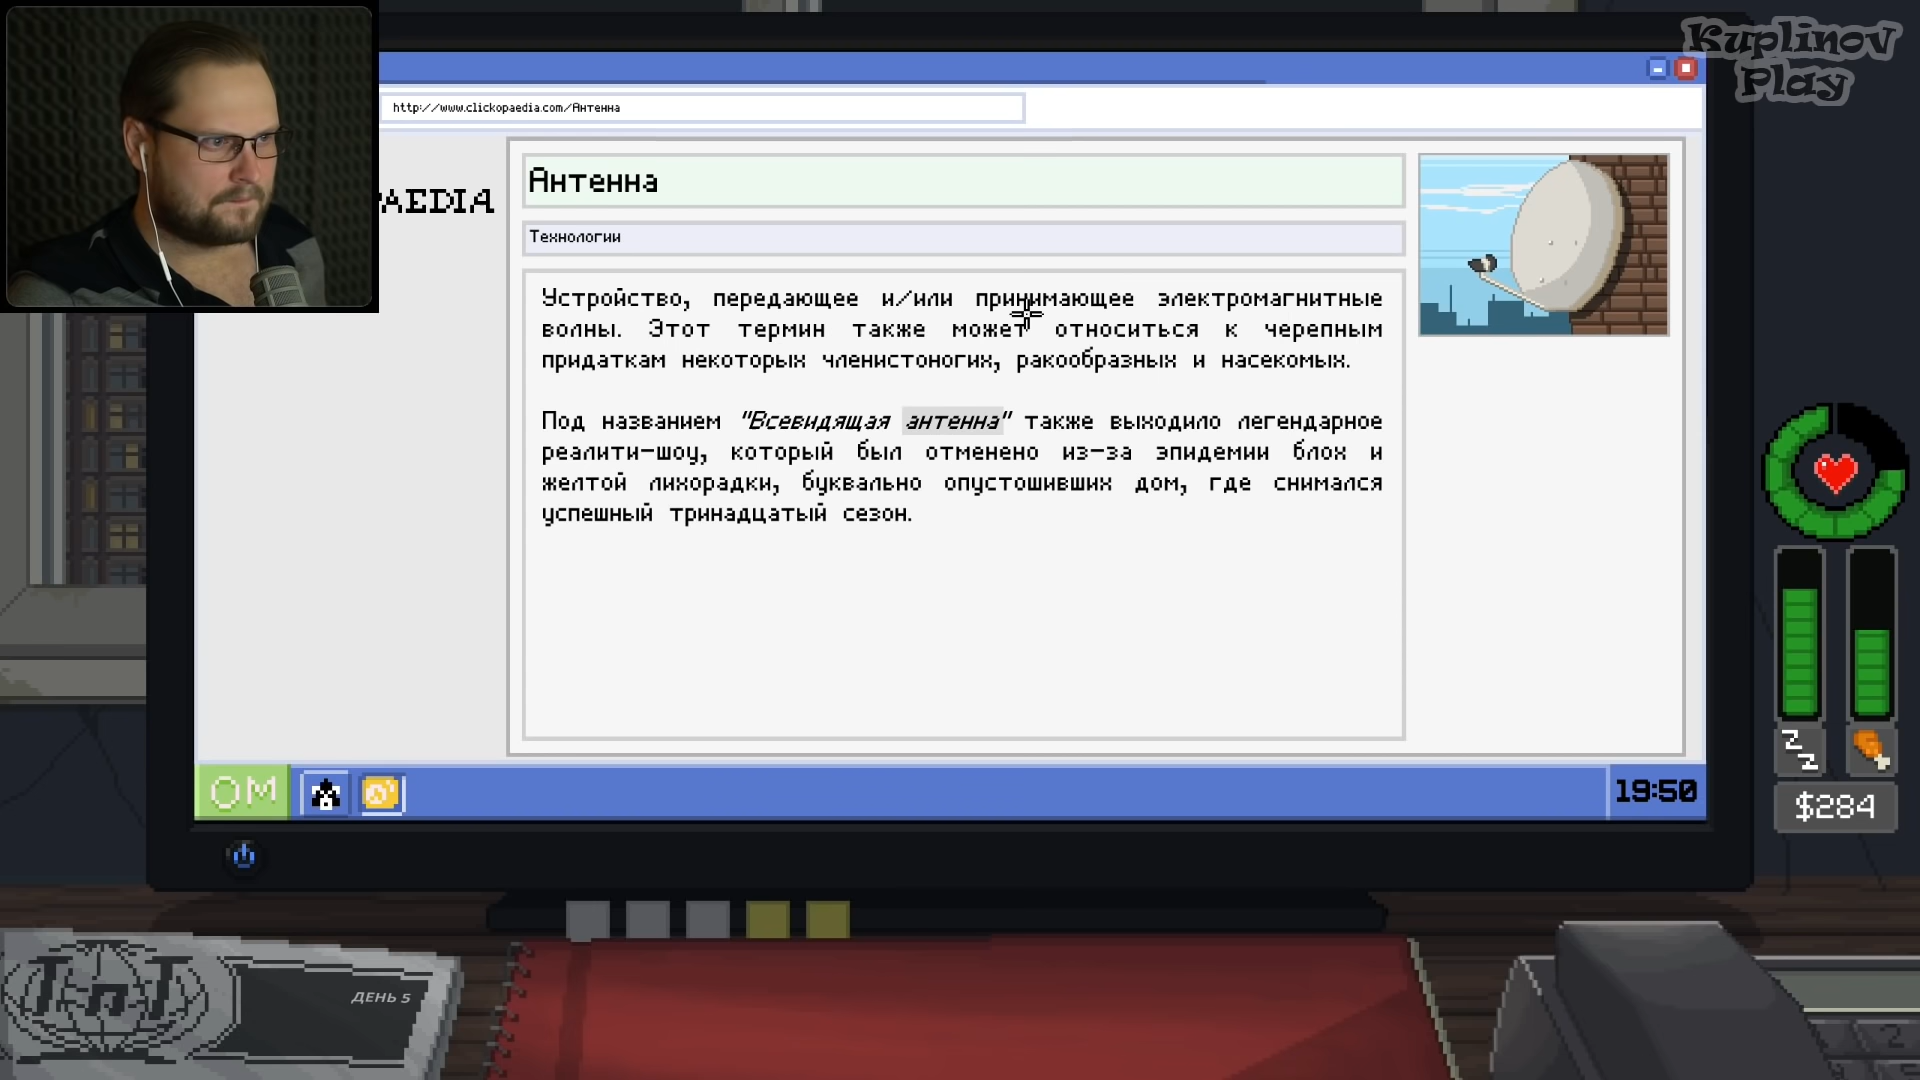 Kuplinov
Play
http://www.clickopaedia.com/Антенна
AEDIA
Антенна
Технологии
Устройство, передающее и/или принимающее электромагнитные
волны. Этот термин также может относиться к черепным
придаткам некоторых членистоногих, ракообразных и насекомых.
Под названием "Всевидящая антенна" также выходило легендарное
реалити-шоу, который был отменено из-за эпидемии блох и
желтой лихорадки, буквально опустошивших дом, где снимался
успешный тринадцатый сезон.
OM
19:50
$284
ДЕНЬ 5